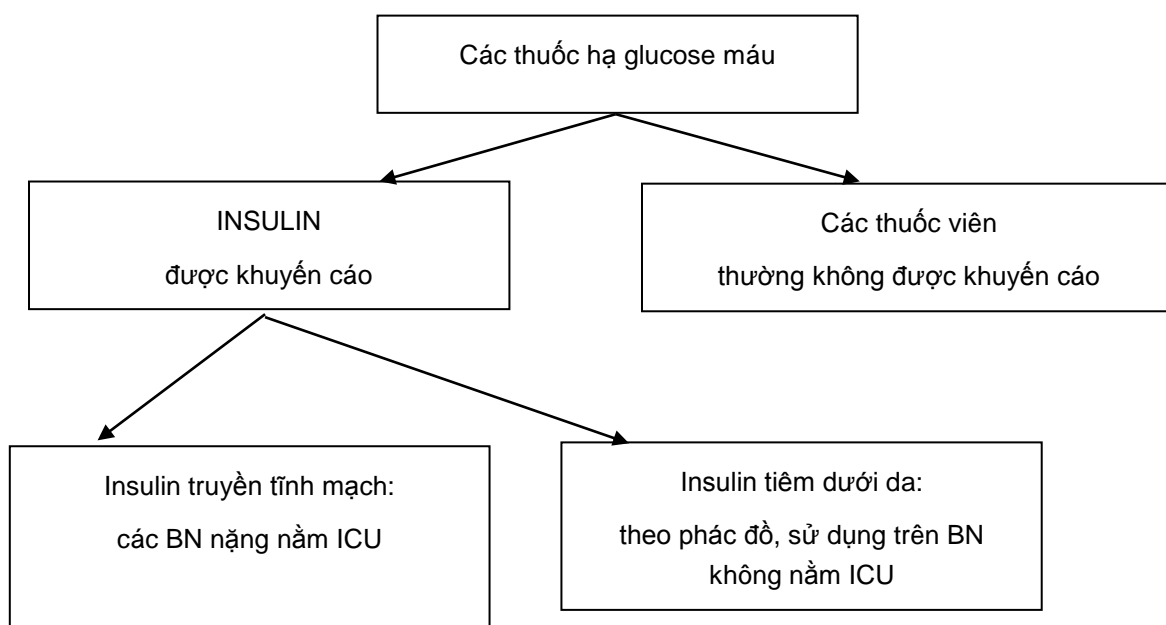 Các thuốc hạ glucose máu
INSULIN
được khuyến cáo
Các thuốc viên
thường không được khuyến cáo
Insulin truyền tĩnh mạch:
các BN nặng nằm ICU
Insulin tiêm dưới da:
theo phác đồ, sử dụng trên BN
không nằm ICU